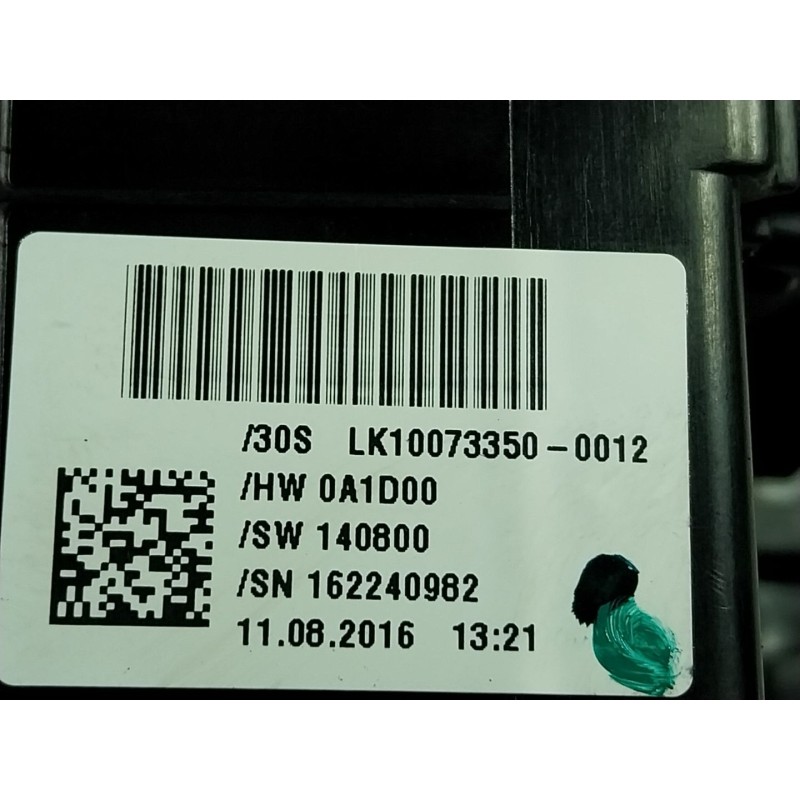 /30S LK10073350-0012
/HW 0A1D00
/SW 140800
/SN 162240982
11.08.2016 13:21